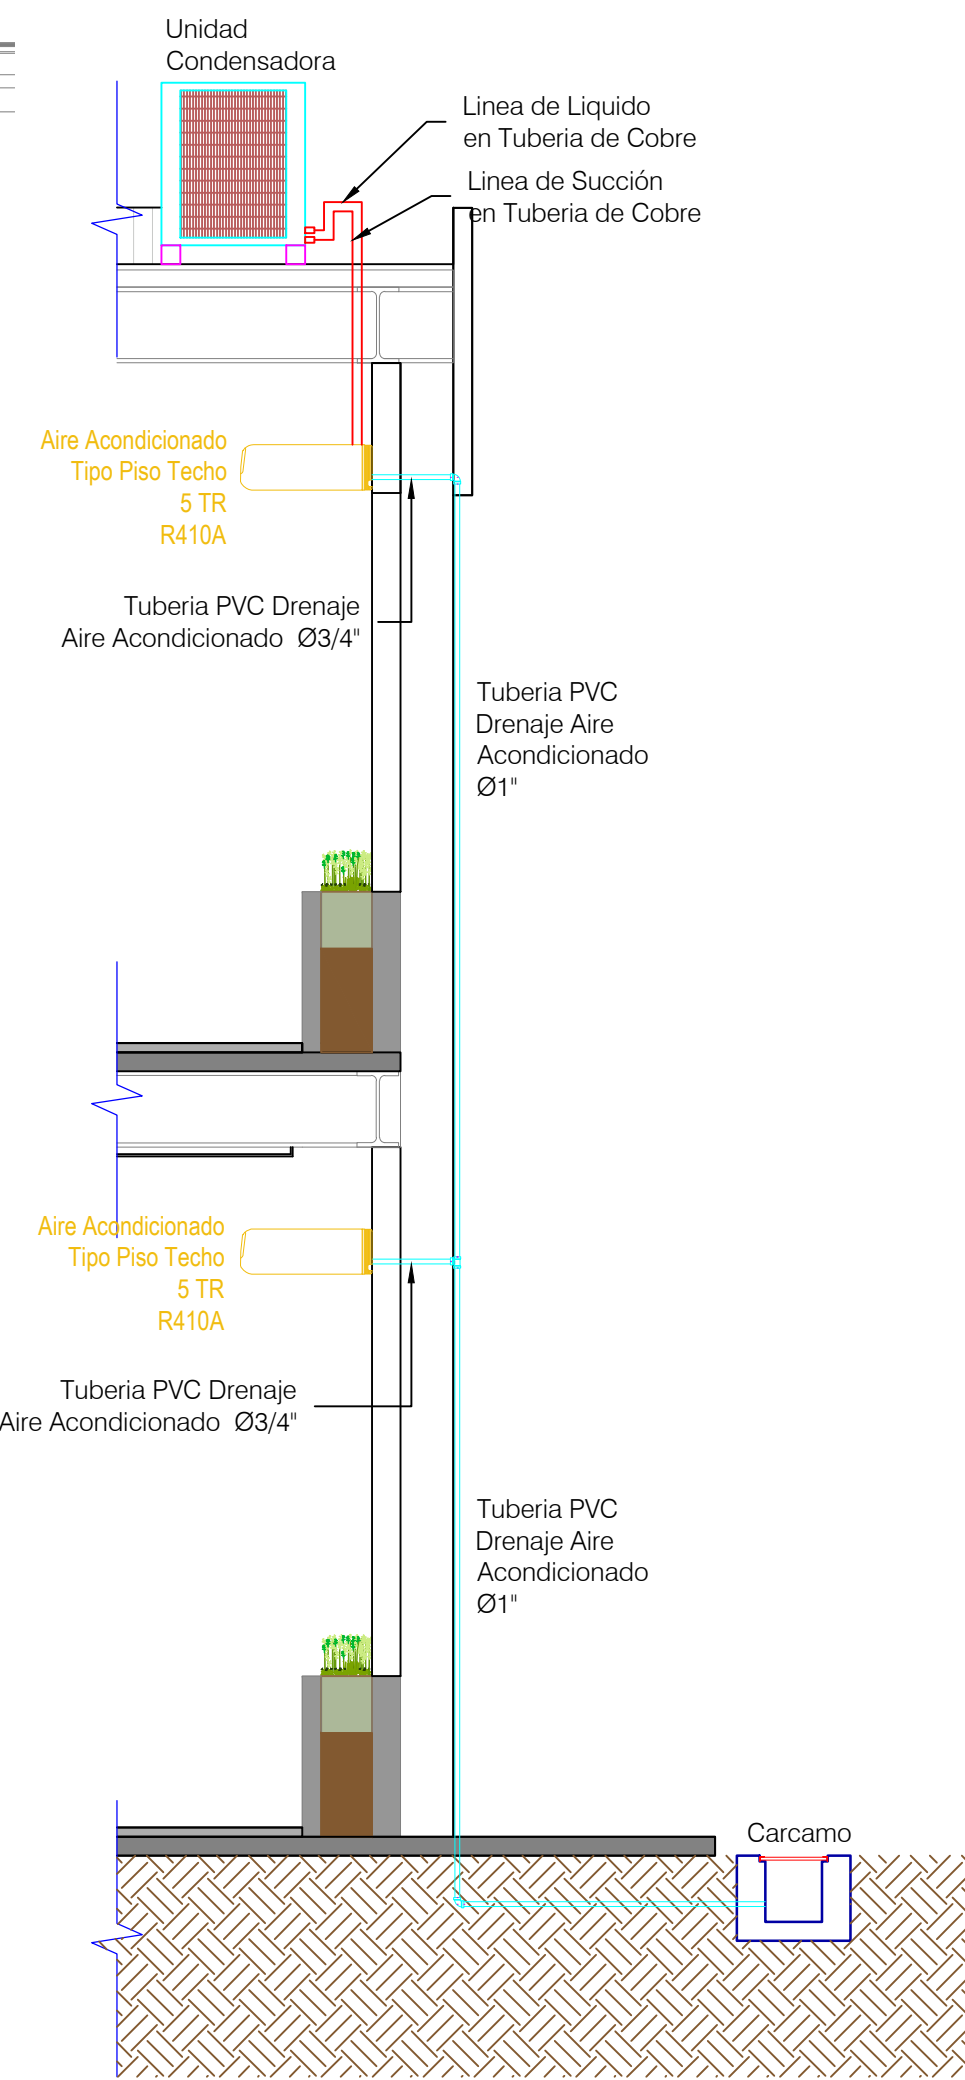 Unidad
Condensadora
Linea de Liquido
en Tuberia de Cobre
Linea de Succión
en Tuberia de Cobre
Aire Acondicionado
Tipo Piso Techo
5 TR
R410A
Tuberia PVC Drenaje
Aire Acondicionado Ø3/4"
Tuberia PVC
Drenaje Aire
Acondicionado
Ø1"
Aire Acondicionado
Tipo Piso Techo
5 TR
R410A
Tuberia PVC Drenaje
Aire Acondicionado Ø3/4"
Tuberia PVC
Drenaje Aire
Acondicionado
Ø1"
Carcamo